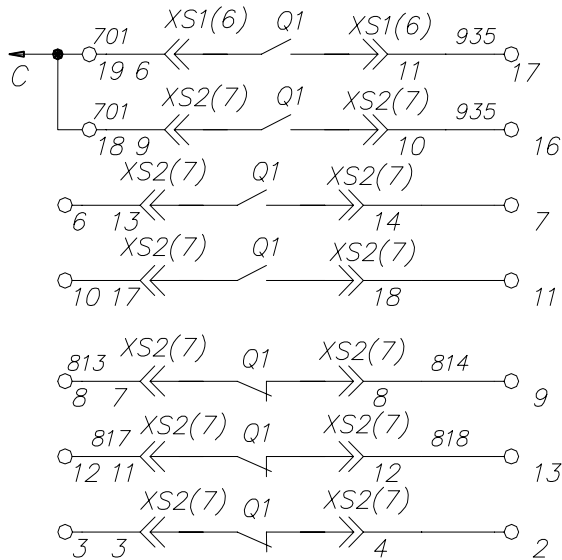 701 XS1(6) Q1 XS1(6) 935
C 19 6 11 17
701 XS2(7) Q1 XS2(7) 935
18 9 10 16
XS2(7) Q1 XS2(7)
6 13 14 7
XS2(7) Q1 XS2(7)
10 17 18 11
813 XS2(7) Q1 XS2(7) 814
8 7 8 9
817 XS2(7) Q1 XS2(7) 818
12 11 12 13
XS2(7) Q1 XS2(7)
3 3 4 2